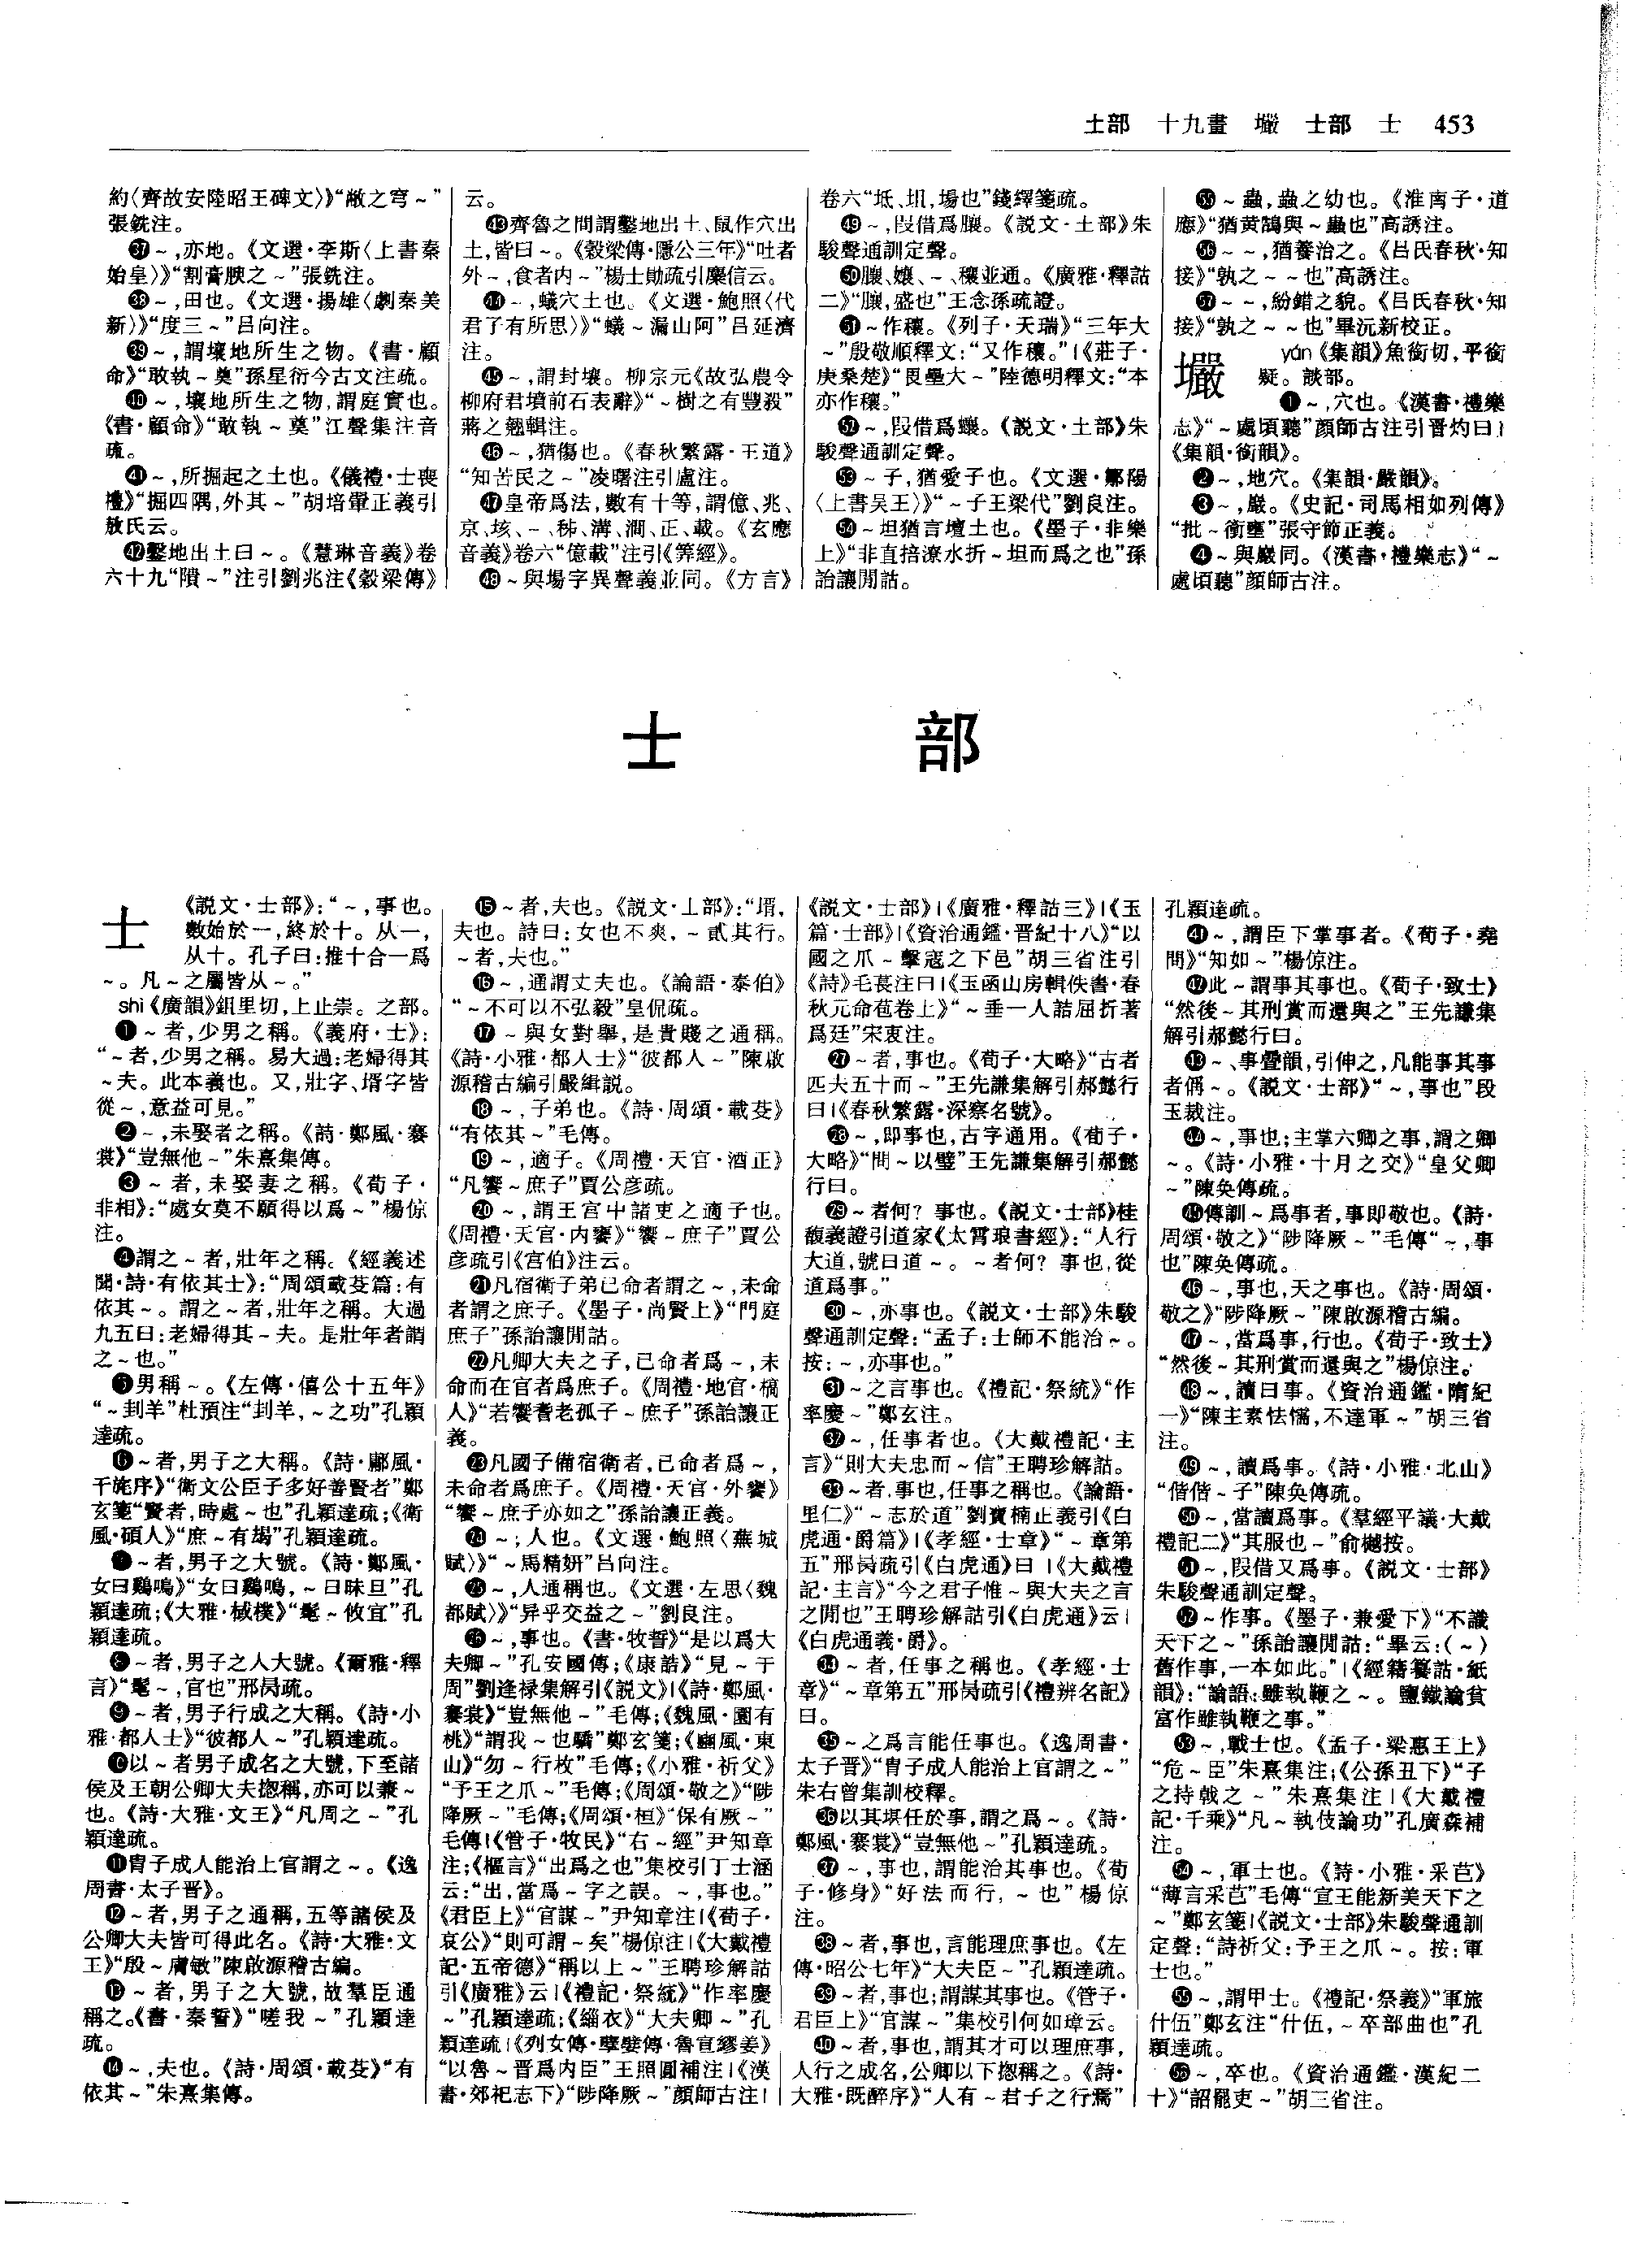 土部　十九畫　壧　士部　士　453
約〈齊故安陸昭王碑文〉》“敞之穹～”
張銑注。
㊲～,亦地。《文選·李斯〈上書秦
始皇〉》“割膏腴之～”張銑注。
㊳～,田也。《文選·揚雄〈劇秦美
新〉》“度三～”呂向注。
㊴～,謂壤地所生之物。《書·顧
命》“敢執～奠”孫星衍今古文注疏。
㊵～,壤地所生之物,謂庭實也。
《書·顧命》“敢執～奠”江聲集注音
疏。
㊶～,所掘起之土也。《儀禮·士喪
禮》“掘四隅,外其～”胡培翬正義引
敖氏云。
㊷鑿地出土曰～。《慧琳音義》卷
六十九“隤～”注引劉兆注《穀梁傳》
云。
㊸齊魯之間謂鑿地出土、鼠作穴出
土,皆曰～。《穀梁傳·隱公三年》“吐者
外～,食者内～”楊士勛疏引麋信云。
㊹～,蟻穴土也。《文選·鮑照〈代
君子有所思〉》“蟻～漏山阿”吕延濟
注。
㊺～,謂封壤。柳宗元《故弘農令
柳府君墳前石表辭》“～樹之有豐殺”
蔣之翹輯注。
㊻～,猶傷也。《春秋繁露·王道》
“知苦民之～”凌曙注引盧注。
㊼皇帝爲法,數有十等,謂億、兆、
京、垓、～、秭、溝、澗、正、載。《玄應
音義》卷六“億載”注引《筭經》。
㊽～與場字異聲義並同。《方言》
卷六“坻、坦,場也”錢繹箋疏。
㊾～,叚借爲釀。《説文·土部》朱
駿聲通訓定聲。
㊿臁、孃、～、穰並通。《廣雅·釋詁
二》“臁,盛也”王念孫疏證。
51～作穰。《列子·天瑞》“三年大
～”殷敬順釋文:“又作穰。”|《莊子·
庚桑楚》“畏壘大～”陸德明釋文:“本
亦作穰。”
52～,叚借爲蠰。《説文·土部》朱
駿聲通訓定聲。
53～子,猶愛子也。《文選·鄒陽
〈上書吴王〉》“～子王梁代”劉良注。
54～坦猶言壇土也。《墨子·非樂
上》“非直掊潦水折～坦而爲之也”孫
詒讓閒詁。
55～蟲,蟲之幼也。《淮南子·道
應》“猶黄鵠與～蟲也”高誘注。
56～～,猶養治之。《吕氏春秋·知
接》“孰之～～也”高誘注。
57～～,紛錯之貌。《吕氏春秋·知
接》“孰之～～也”畢沅新校正。
壧
yán《集韻》魚銜切,平銜
疑。談部。
❶～,穴也。《漢書·禮樂
志》“～處頃聽”顔師古注引晋灼曰|
《集韻·銜韻》。
❷～,地穴。《集韻·嚴韻》。
❸～,巖。《史記·司馬相如列傳》
“批～衝壅”張守節正義。
❹～與巖同。《漢書·禮樂志》“～
處頃聽”顔師古注。
士　部
士
《説文·士部》:“～,事也。
數始於一,終於十。从一,
从十。孔子曰:推十合一爲
～。凡～之屬皆从～。”
shì《廣韻》鉏里切,上止崇。之部。
❶～者,少男之稱。《義府·士》:
“～者,少男之稱。易大過:老婦得其
～夫。此本義也。又,壯字、壻字皆
從～,意益可見。”
❷～,未娶者之稱。《詩·鄭風·褰
裳》“豈無他～”朱熹集傳。
❸～者,未娶妻之稱。《荀子·
非相》:“處女莫不願得以爲～”楊倞
注。
❹謂之～者,壯年之稱。《經義述
聞·詩·有依其士》:“周頌載芟篇:有
依其～。謂之～者,壯年之稱。大過
九五曰:老婦得其～夫。是壯年者謂
之～也。”
❺男稱～。《左傳·僖公十五年》
“～刲羊”杜預注“刲羊,～之功”孔穎
達疏。
❻～者,男子之大稱。《詩·鄘風·
干旄序》“衛文公臣子多好善賢者”鄭
玄箋“賢者,時處～也”孔穎達疏;《衛
風·碩人》“庶～有朅”孔穎達疏。
❼～者,男子之大號。《詩·鄭風·
女曰鷄鳴》“女曰鷄鳴,～曰昧旦”孔
穎達疏;《大雅·棫樸》“髦～攸宜”孔
穎達疏。
❽～者,男子之人大號。《爾雅·釋
言》“髦～,官也”邢昺疏。
❾～者,男子行成之大稱。《詩·小
雅·都人士》“彼都人～”孔穎達疏。
❿以～者男子成名之大號,下至諸
侯及王朝公卿大夫揔稱,亦可以兼～
也。《詩·大雅·文王》“凡周之～”孔
穎達疏。
⓫胄子成人能治上官謂之～。《逸
周書·太子晋》。
⓬～者,男子之通稱,五等諸侯及
公卿大夫皆可得此名。《詩·大雅·文
王》“殷～膚敏”陳啟源稽古編。
⓭～者,男子之大號,故羣臣通
稱之。《書·秦誓》“嗟我～”孔穎達
疏。
⓮～,夫也。《詩·周頌·載芟》“有
依其～”朱熹集傳。
⓯～者,夫也。《説文·士部》:“壻,
夫也。詩曰:女也不爽,～貳其行。
～者,夫也。”
⓰～,通謂丈夫也。《論語·泰伯》
“～不可以不弘毅”皇侃疏。
⓱～與女對舉,是貴賤之通稱。
《詩·小雅·都人士》“彼都人～”陳啟
源稽古編引嚴緝説。
⓲～,子弟也。《詩·周頌·載芟》
“有依其～”毛傳。
⓳～,適子。《周禮·天官·酒正》
“凡饗～庶子”賈公彦疏。
⓴～,謂王宫中諸吏之適子也。
《周禮·天官·内饔》“饗～庶子”賈公
彦疏引《宫伯》注云。
㉑凡宿衛子弟已命者謂之～,未命
者謂之庶子。《墨子·尚賢上》“門庭
庶子”孫詒讓閒詁。
㉒凡卿大夫之子,已命者爲～,未
命而在官者爲庶子。《周禮·地官·槁
人》“若饗耆老孤子～庶子”孫詒讓正
義。
㉓凡國子備宿衛者,已命者爲～,
未命者爲庶子。《周禮·天官·外饔》
“饗～庶子亦如之”孫詒讓正義。
㉔～;人也。《文選·鮑照〈蕪城
賦〉》“～馬精妍”吕向注。
㉕～,人通稱也。《文選·左思〈魏
都賦〉》“异乎交益之～”劉良注。
㉖～,事也。《書·牧誓》“是以爲大
夫卿～”孔安國傳;《康誥》“見～于
周”劉逢禄集解引《説文》|《詩·鄭風·
褰裳》“豈無他～”毛傳;《魏風·園有
桃》“謂我～也驕”鄭玄箋;《豳風·東
山》“勿～行枚”毛傳;《小雅·祈父》
“予王之爪～”毛傳;《周頌·敬之》“陟
降厥～”毛傳;《周頌·桓》“保有厥～”
毛傳|《管子·牧民》“右～經”尹知章
注;《樞言》“出爲之也”集校引丁士涵
云:“出,當爲～字之誤。～,事也。”
《君臣上》“官謀～”尹知章注|《荀子·
哀公》“則可謂～矣”楊倞注|《大戴禮
記·五帝德》“稱以上～”王聘珍解詁
引《廣雅》云|《禮記·祭統》“作率慶
～”孔穎達疏;《緇衣》“大夫卿～”孔
穎達疏|《列女傳·孽嬖傳·魯宣繆姜》
“以魯～晋爲内臣”王照圓補注|《漢
書·郊祀志下》“陟降厥～”顔師古注|
《説文·士部》|《廣雅·釋詁三》|《玉
篇·士部》|《資治通鑑·晋紀十八》“以
國之爪～擊寇之下邑”胡三省注引
《詩》毛萇注曰|《玉函山房輯佚書·春
秋元命苞卷上》“～垂一人詰屈折著
爲廷”宋衷注。
㉗～者,事也。《荀子·大略》“古者
匹夫五十而～”王先謙集解引郝懿行
曰|《春秋繁露·深察名號》。
㉘～,即事也,古字通用。《荀子·
大略》“問～以璧”王先謙集解引郝懿
行曰。
㉙～者何?事也。《説文·士部》桂
馥義證引道家《太霄琅書經》:“人行
大道,號曰道～。～者何?事也,從
道爲事。”
㉚～,亦事也。《説文·士部》朱駿
聲通訓定聲:“孟子:士師不能治～。
按:～,亦事也。”
㉛～之言事也。《禮記·祭統》“作
率慶～”鄭玄注。
㉜～,任事者也。《大戴禮記·主
言》“則大夫忠而～信”王聘珍解詁。
㉝～者,事也,任事之稱也。《論語·
里仁》“～志於道”劉寶楠正義引《白
虎通·爵篇》|《孝經·士章》“～章第
五”邢昺疏引《白虎通》曰|《大戴禮
記·主言》“今之君子惟～與大夫之言
之閒也”王聘珍解詁引《白虎通》云|
《白虎通義·爵》。
㉞～者,任事之稱也。《孝經·士
章》“～章第五”邢昺疏引《禮辨名記》
曰。
㉟～之爲言能任事也。《逸周書·
太子晋》“胄子成人能治上官謂之～”
朱右曾集訓校釋。
㊱以其堪任於事,謂之爲～。《詩·
鄭風·褰裳》“豈無他～”孔穎達疏。
㊲～,事也,謂能治其事也。《荀
子·修身》“好法而行,～也”楊倞
注。
㊳～者,事也,言能理庶事也。《左
傳·昭公七年》“大夫臣～”孔穎達疏。
㊴～者,事也;謂謀其事也。《管子·
君臣上》“官謀～”集校引何如璋云。
㊵～者,事也,謂其才可以理庶事,
人行之成名,公卿以下揔稱之。《詩·
大雅·既醉序》“人有～君子之行焉”
孔穎達疏。
㊶～,謂臣下掌事者。《荀子·堯
問》“知如～”楊倞注。
㊷此～謂事其事也。《荀子·致士》
“然後～其刑賞而還與之”王先謙集
解引郝懿行曰。
㊸～、事疊韻,引伸之,凡能事其事
者偁～。《説文·士部》“～,事也”段
玉裁注。
㊹～,事也;主掌六卿之事,謂之卿
～。《詩·小雅·十月之交》“皇父卿
～”陳奂傳疏。
㊺傳訓～爲事者,事即敬也。《詩·
周頌·敬之》“陟降厥～”毛傳“～,事
也”陳奂傳疏。
㊻～,事也,天之事也。《詩·周頌·
敬之》“陟降厥～”陳啟源稽古編。
㊼～,當爲事,行也。《荀子·致士》
“然後～其刑賞而還與之”楊倞注。
㊽～,讀曰事。《資治通鑑·隋紀
一》“陳主素怯懦,不達軍～”胡三省
注。
㊾～,讀爲事。《詩·小雅·北山》
“偕偕～子”陳奂傳疏。
㊿～,當讀爲事。《羣經平議·大戴
禮記二》“其服也～”俞樾按。
51～,叚借又爲事。《説文·士部》
朱駿聲通訓定聲。
52～作事。《墨子·兼愛下》“不識
天下之～”孫詒讓閒詁:“畢云:(～)
舊作事,一本如此。”|《經籍籑詁·紙
韻》:“論語:雖執鞭之～。鹽鐵論貧
富作雖執鞭之事。”
53～,戰士也。《孟子·梁惠王上》
“危～臣”朱熹集注;《公孫丑下》“子
之持戟之～”朱熹集注|《大戴禮
記·千乘》“凡～執伎論功”孔廣森補
注。
54～,軍士也。《詩·小雅·采芑》
“薄言采芑”毛傳“宣王能新美天下之
～”鄭玄箋|《説文·士部》朱駿聲通訓
定聲:“詩祈父:予王之爪～。按:軍
士也。”
55～,謂甲士。《禮記·祭義》“軍旅
什伍”鄭玄注“什伍,～卒部曲也”孔
穎達疏。
56～,卒也。《資治通鑑·漢紀二
十》“詔罷吏～”胡三省注。